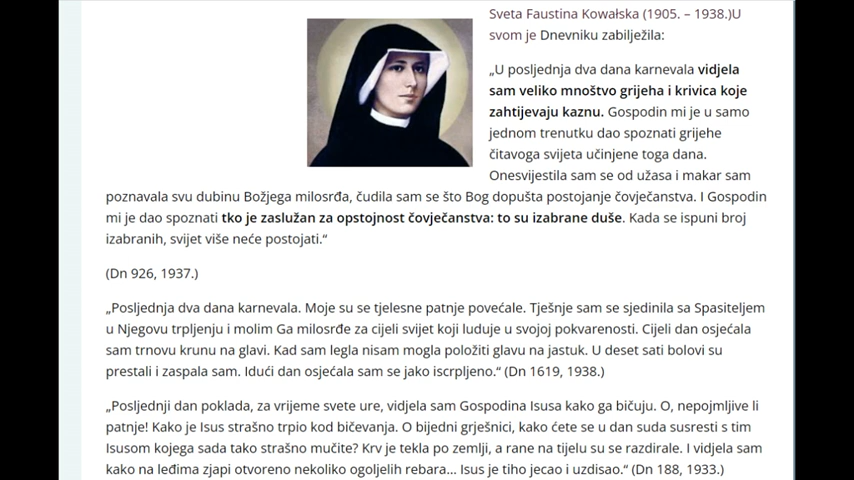 Sveta Faustina Kowałska (1905. – 1938.)U
svom je Dnevniku zabilježila:
„U posljednja dva dana karnevala vidjela
sam veliko mnoštvo grijeha i krivica koje
zahtijevaju kaznu. Gospodin mi je u samo
jednom trenutku dao spoznati grijehe
čitavoga svijeta učinjene toga dana.
Onesvijestila sam se od užasa i makar sam
poznavala svu dubinu Božjega milosrđa, čudila sam se što Bog dopušta postojanje čovječanstva. I Gospodin
mi je dao spoznati tko je zaslužan za opstojnost čovječanstva: to su izabrane duše. Kada se ispuni broj
izabranih, svijet više neće postojati.“
(Dn 926, 1937.)
„Posljednja dva dana karnevala. Moje su se tjelesne patnje povećale. Tješnje sam se sjedinila sa Spasiteljem
u Njegovu trpljenju i molim Ga milosrđe za cijeli svijet koji luduje u svojoj pokvarenosti. Cijeli dan osjećala
sam trnovu krunu na glavi. Kad sam legla nisam mogla položiti glavu na jastuk. U deset sati bolovi su
prestali i zaspala sam. Idući dan osjećala sam se jako iscrpljeno.“ (Dn 1619, 1938.)
„Posljednji dan poklada, za vrijeme svete ure, vidjela sam Gospodina Isusa kako ga bičuju. O, nepojmljive li
patnje! Kako je Isus strašno trpio kod bičevanja. O bijedni grješnici, kako ćete se u dan suda susresti s tim
Isusom kojega sada tako strašno mučite? Krv je tekla po zemlji, a rane na tijelu su se razdirale. I vidjela sam
kako na leđima zjapi otvoreno nekoliko ogoljelih rebara... Isus je tiho jecao i uzdisao.“ (Dn 188, 1933.)